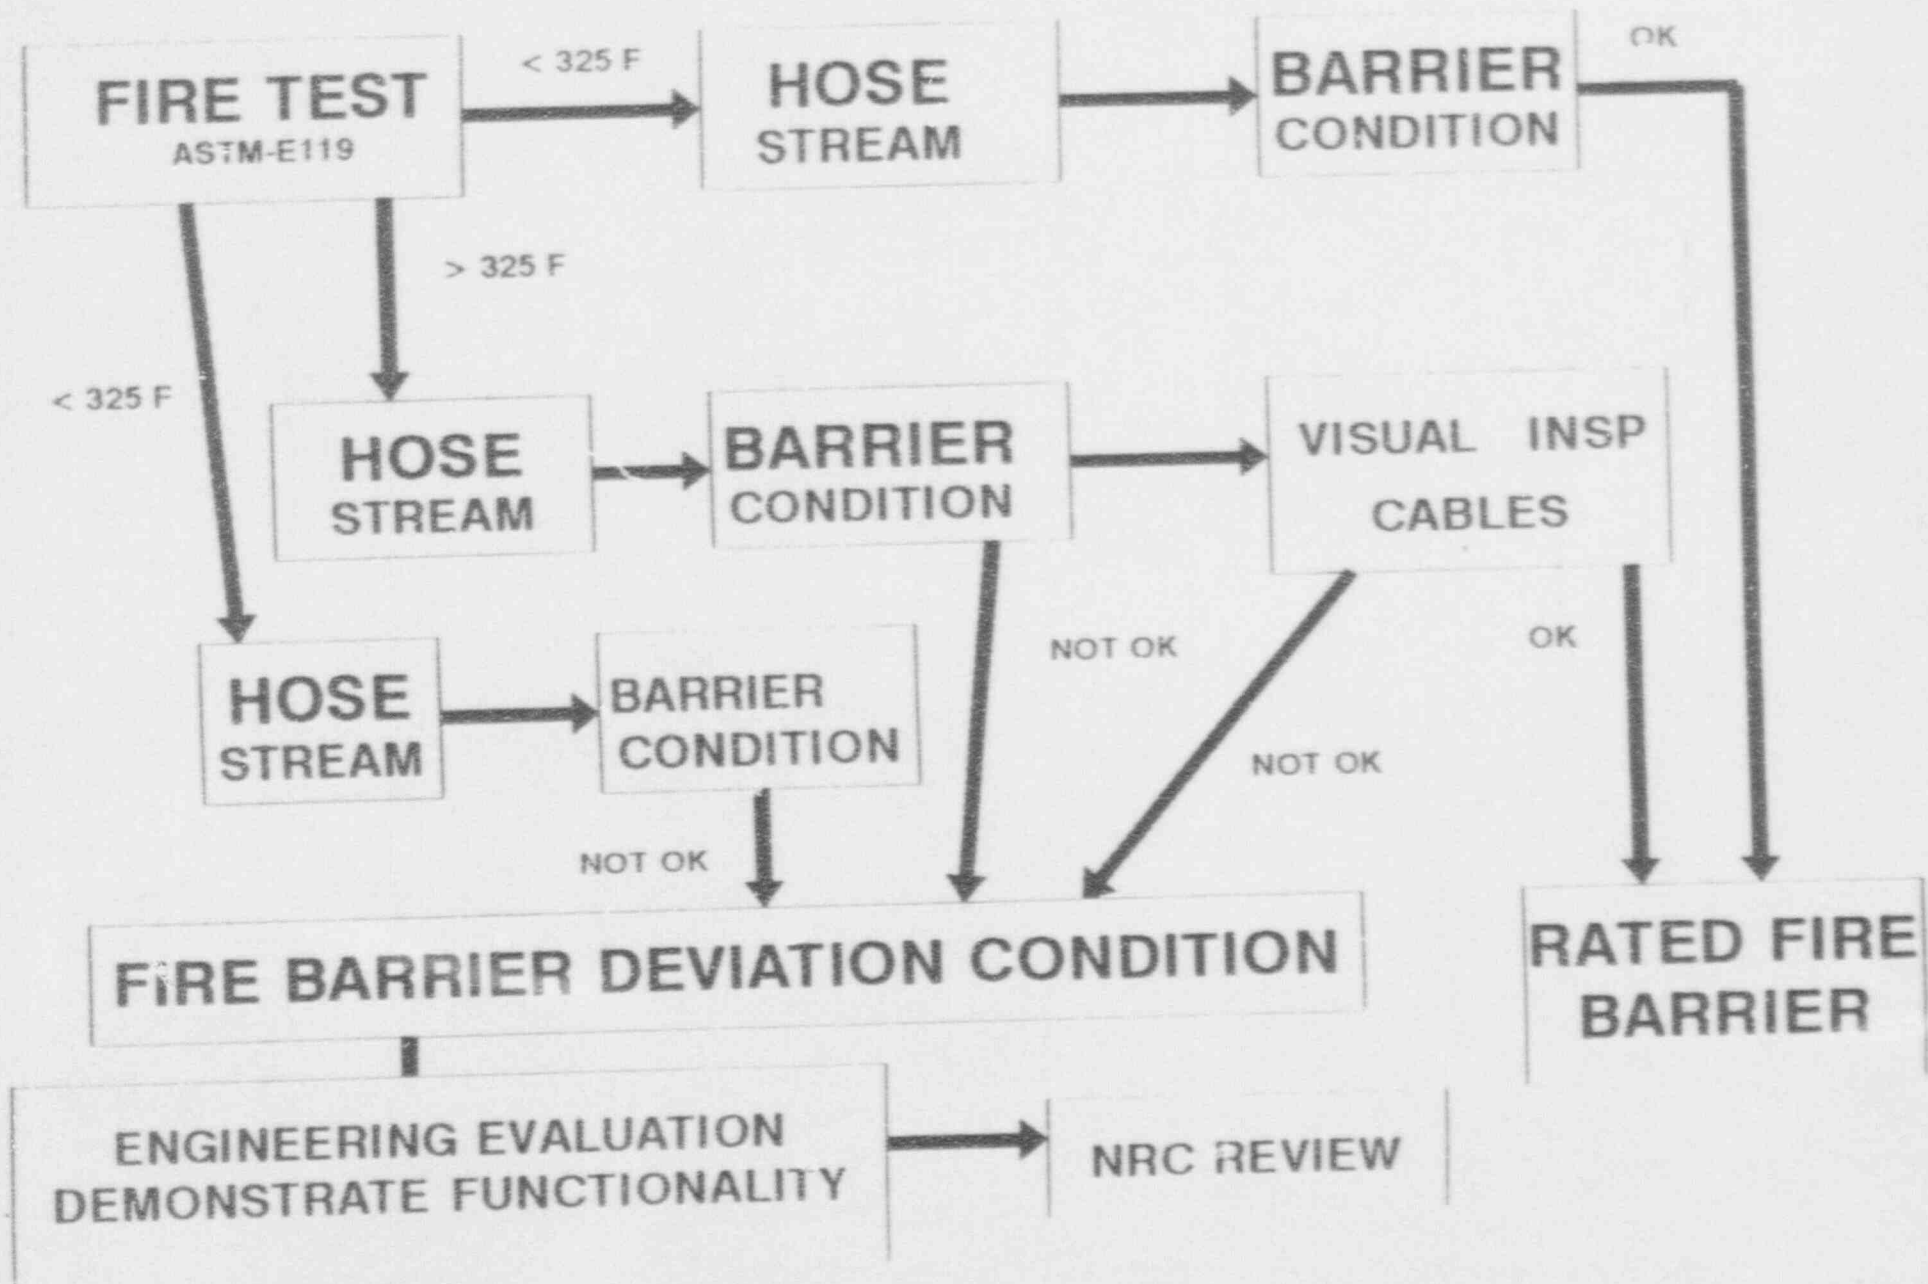 FIRE TEST
ASTM-E119
< 325 F
HOSE
STREAM
BARRIER
CONDITION
OK
> 325 F
< 325 F
HOSE
STREAM
BARRIER
CONDITION
VISUAL INSP
CABLES
NOT OK
OK
HOSE
STREAM
BARRIER
CONDITION
NOT OK
NOT OK
FIRE BARRIER DEVIATION CONDITION
RATED FIRE
BARRIER
ENGINEERING EVALUATION
DEMONSTRATE FUNCTIONALITY
NRC REVIEW